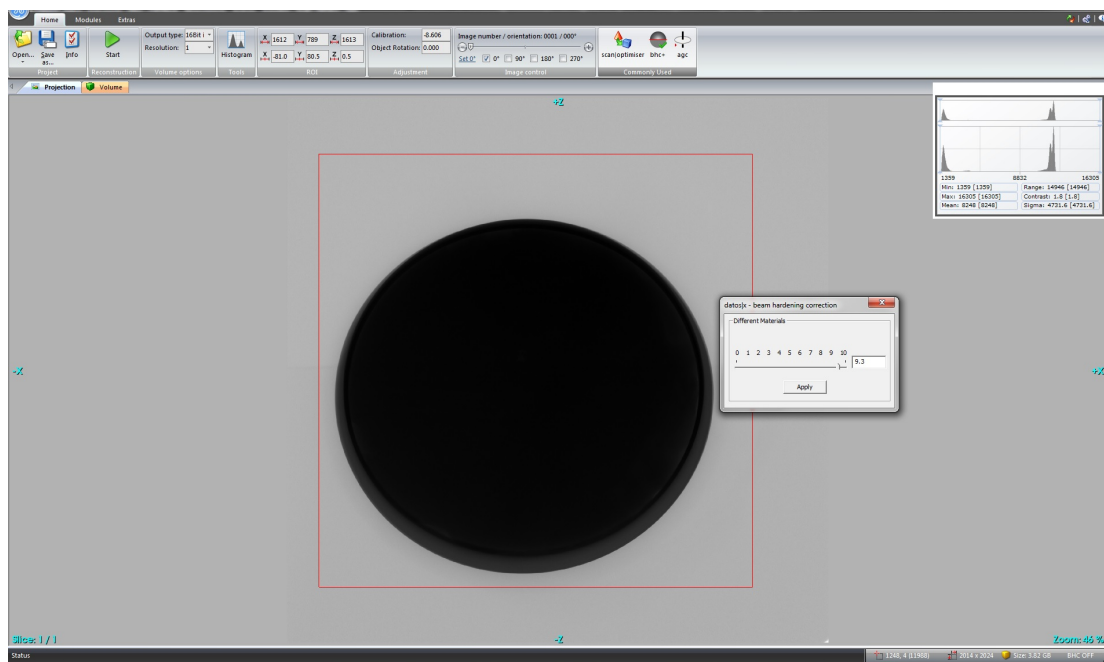 Home Modules Extras
Open... Save as... Info
Project
Start
Reconstruction
Output type: 16Bit i
Resolution: 1
Volume options
Histogram
Tools
X 1612 Y 789 Z 1613
X -81.0 Y 80.5 Z 0.5
ROI
Calibration: -8.606
Object Rotation: 0.000
Adjustment
Image number / orientation: 0001 / 000°
Set 0° 0° 90° 180° 270°
Image control
scan|optimiser bhc+ agc
Commonly Used
Projection Volume
+Z
1359 8832 16305
Min: 1359 [1359] Range: 14946 [14946]
Max: 16305 [16305] Contrast: 1.8 [1.8]
Mean: 8248 [8248] Sigma: 4731.6 [4731.6]
datos|x - beam hardening correction
Different Materials
0 1 2 3 4 5 6 7 8 9 10
9.3
Apply
-X
+X
Slice: 1 / 1
-Z
Zoom: 46 %
Status
1248, 4 (11988) 2014 x 2024 Size: 3.82 GB BHC OFF